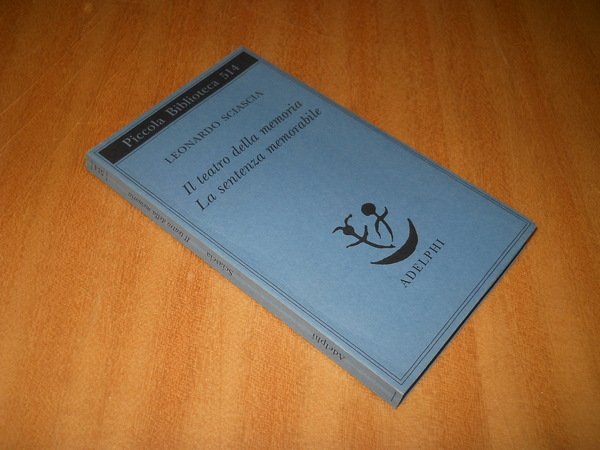 Piccola Biblioteca 514
LEONARDO SCIASCIA
Il teatro della memoria
La sentenza memorabile
ADELPHI
Sciascia
Il teatro della memoria
Adelphi